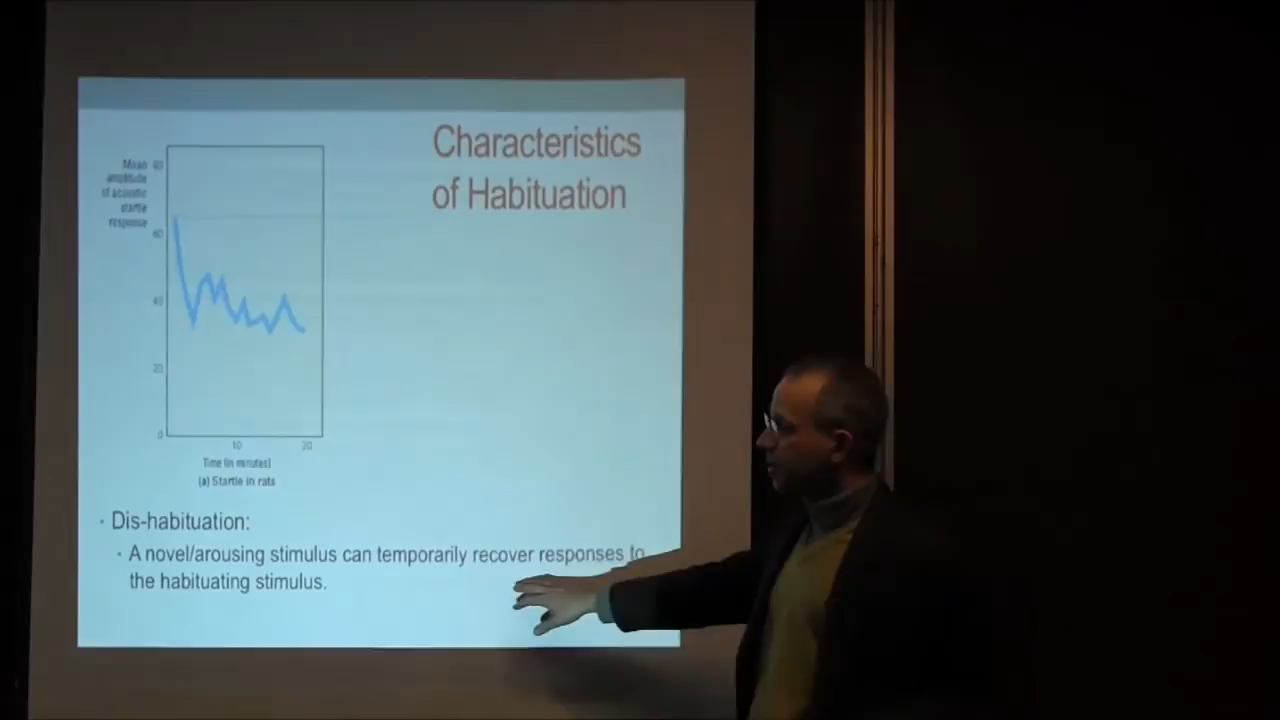 Characteristics
of Habituation
Mean
amplitude
of acoustic
startle
response
80
60
40
20
0
10 20
Time (in minutes)
(a) Startle in rats
• Dis-habituation:
• A novel/arousing stimulus can temporarily recover responses to
the habituating stimulus.